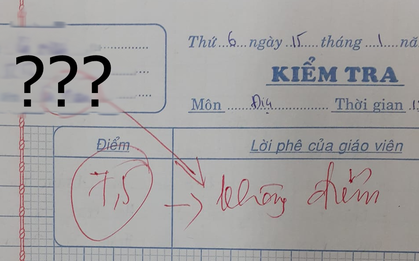 Thứ 6 ngày 15 tháng 1 nă
???
KIỂM TRA
Môn Địa Thời gian
Điểm Lời phê của giáo viên
7,5 → không điểm